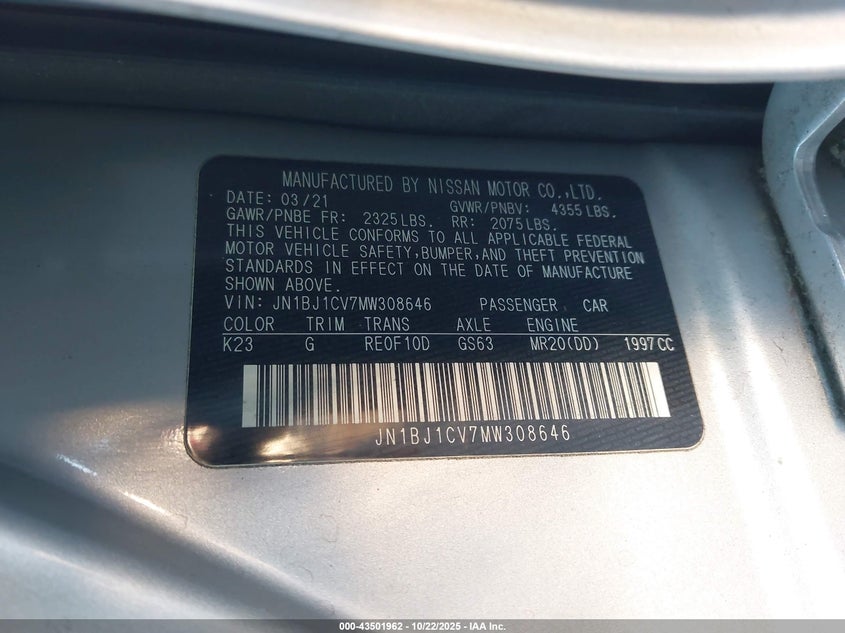 MANUFACTURED BY NISSAN MOTOR CO.,LTD.
DATE: 03/21 GVWR/PNBV: 4355 LBS.
GAWR/PNBE FR: 2325 LBS. RR: 2075 LBS.
THIS VEHICLE CONFORMS TO ALL APPLICABLE FEDERAL
MOTOR VEHICLE SAFETY, BUMPER, AND THEFT PREVENTION
STANDARDS IN EFFECT ON THE DATE OF MANUFACTURE
SHOWN ABOVE.
VIN: JN1BJ1CV7MW308646 PASSENGER CAR
COLOR TRIM TRANS AXLE ENGINE
K23 G RE0F10D GS63 MR20(DD) 1997CC
JN1BJ1CV7MW308646
000-43501962 - 10/22/2025 - IAA Inc.